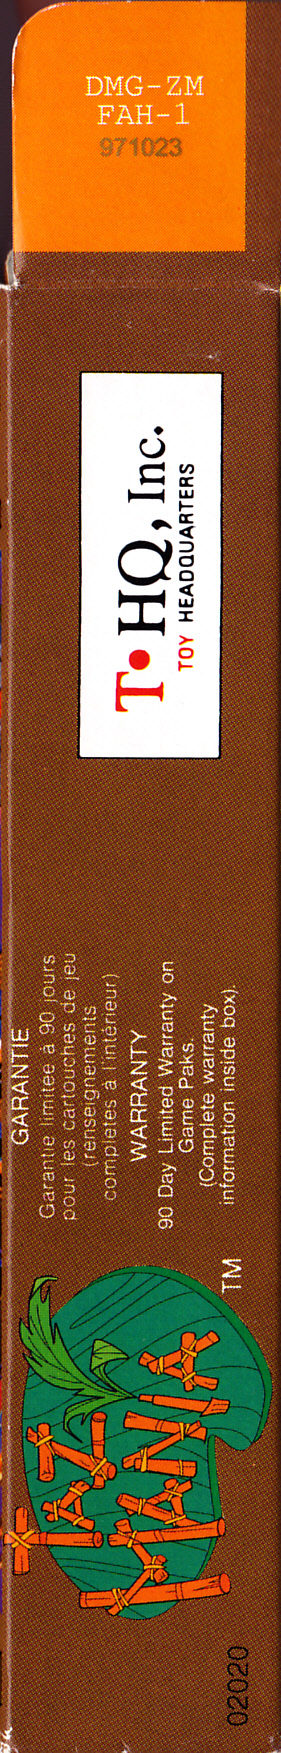 DMG-ZM
FAH-1
971023
T•HQ, Inc.
TOY HEADQUARTERS
GARANTIE
Garantie limitée à 90 jours
pour les cartouches de jeu
(renseignements
complètes à l'intérieur)
WARRANTY
90 Day Limited Warranty on
Game Paks.
(Complete warranty
information inside box).
TAZ
MANIA
TM
02020